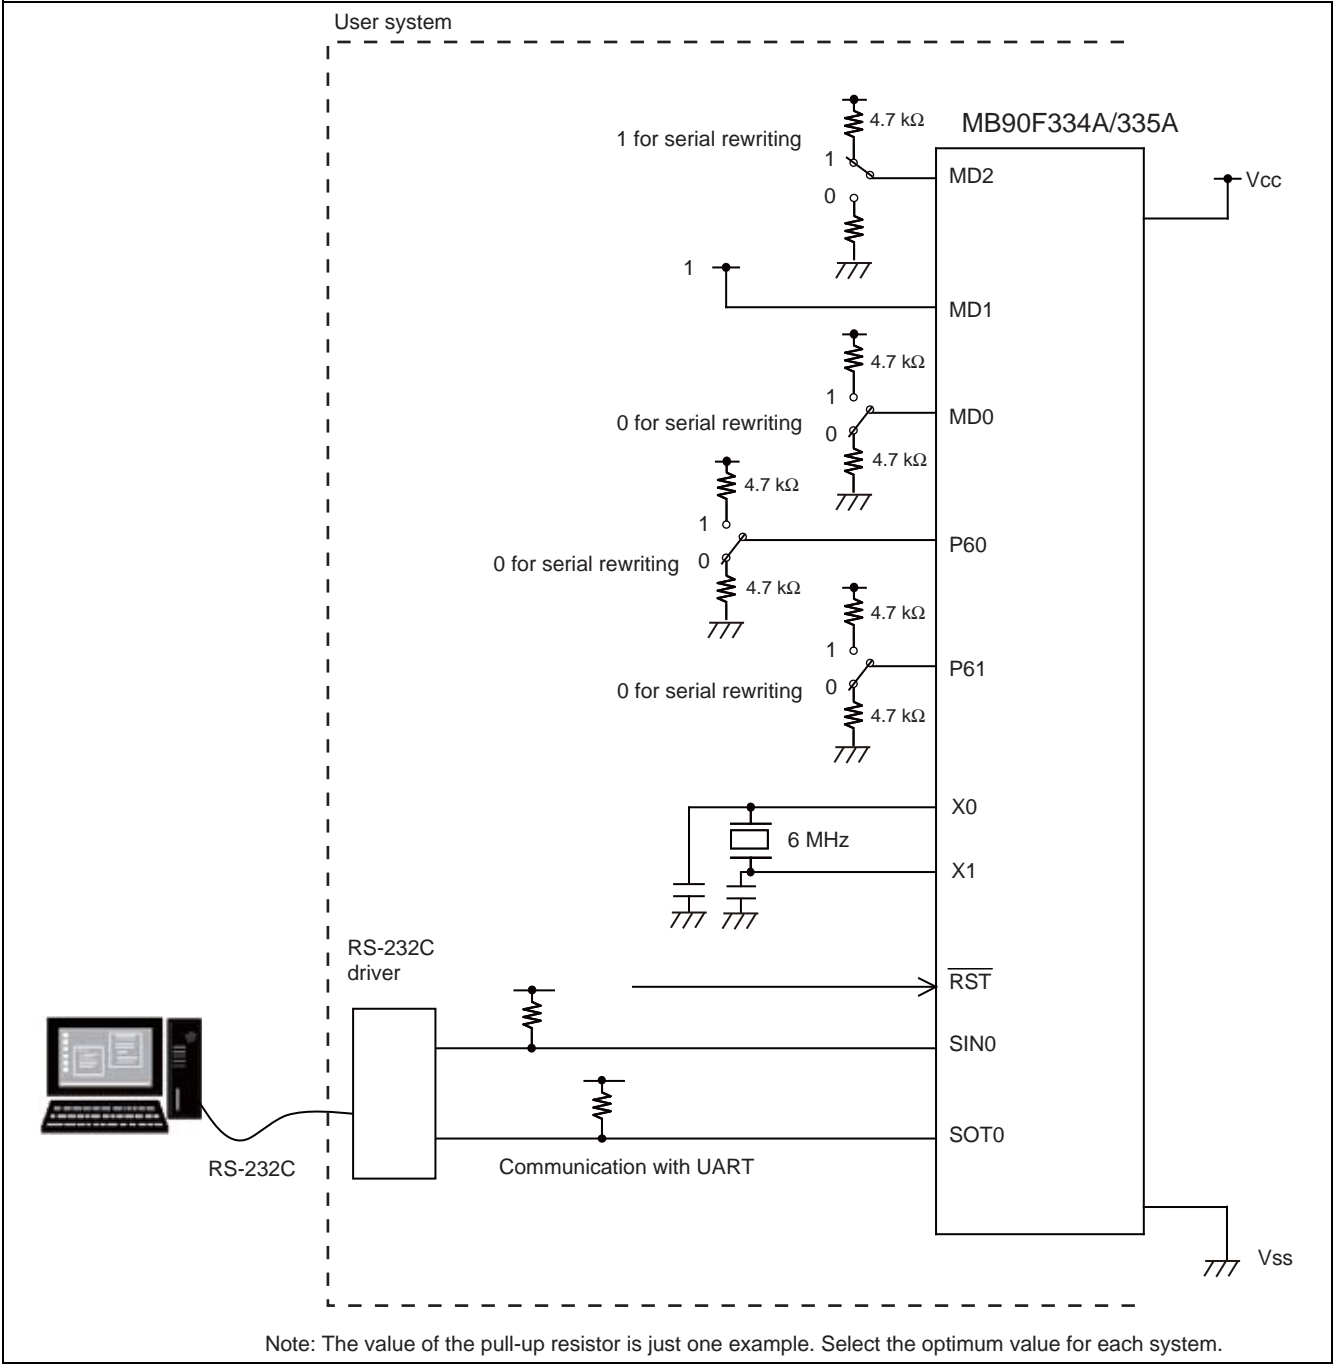 User system
MB90F334A/335A
4.7 kΩ
1 for serial rewriting
1
MD2
Vcc
0
1
MD1
4.7 kΩ
1
0 for serial rewriting
0
MD0
4.7 kΩ
4.7 kΩ
1
P60
0 for serial rewriting
0
4.7 kΩ
4.7 kΩ
1
P61
0 for serial rewriting
0
4.7 kΩ
X0
6 MHz
X1
RS-232C
driver
RST
SIN0
SOT0
RS-232C
Communication with UART
Vss
Note: The value of the pull-up resistor is just one example. Select the optimum value for each system.